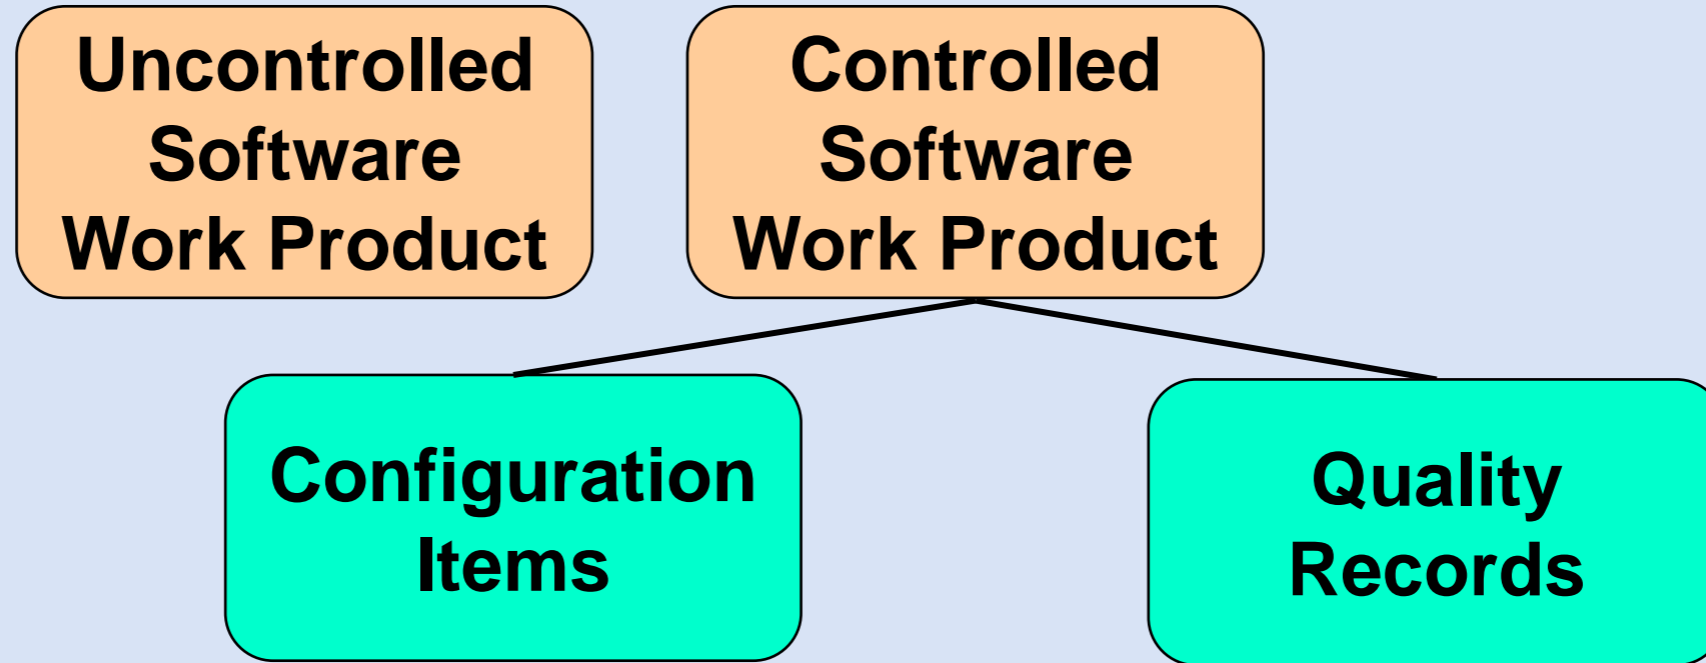 Uncontrolled
Software
Work Product
Controlled
Software
Work Product
Configuration
Items
Quality
Records